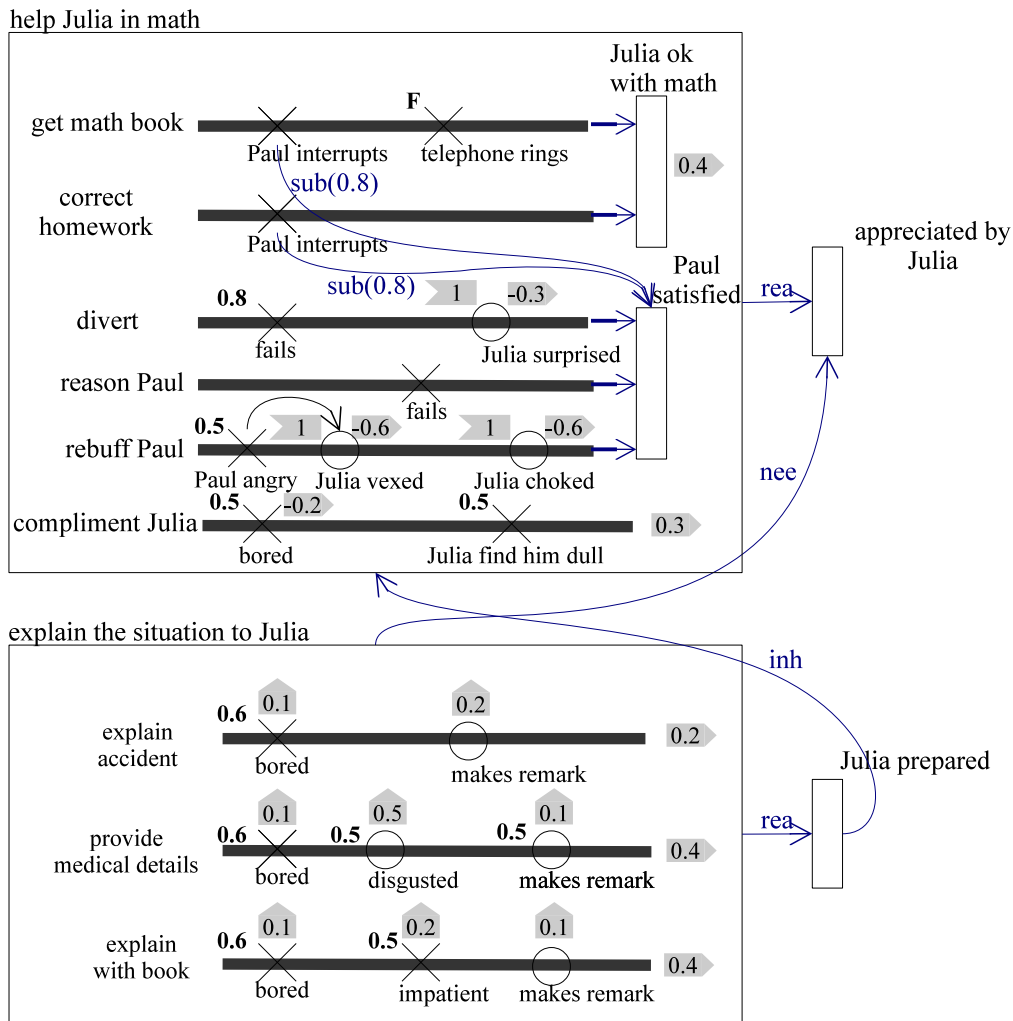 help Julia in math
Julia ok
with math
F
get math book
Paul interrupts
telephone rings
0.4
sub(0.8)
correct
homework
Paul interrupts
appreciated by
Julia
Paul
satisfied
rea
sub(0.8)
0.8
1
-0.3
divert
fails
Julia surprised
reason Paul
fails
0.5
1
-0.6
1
-0.6
rebuff Paul
Paul angry
Julia vexed
Julia choked
nee
0.5
-0.2
0.5
compliment Julia
0.3
bored
Julia find him dull
explain the situation to Julia
inh
0.6
0.1
0.2
explain
accident
0.2
bored
makes remark
Julia prepared
0.6
0.1
0.5
0.5
0.5
0.1
rea
provide
medical details
0.4
bored
disgusted
makes remark
0.6
0.1
0.5
0.2
0.1
explain
with book
0.4
bored
impatient
makes remark